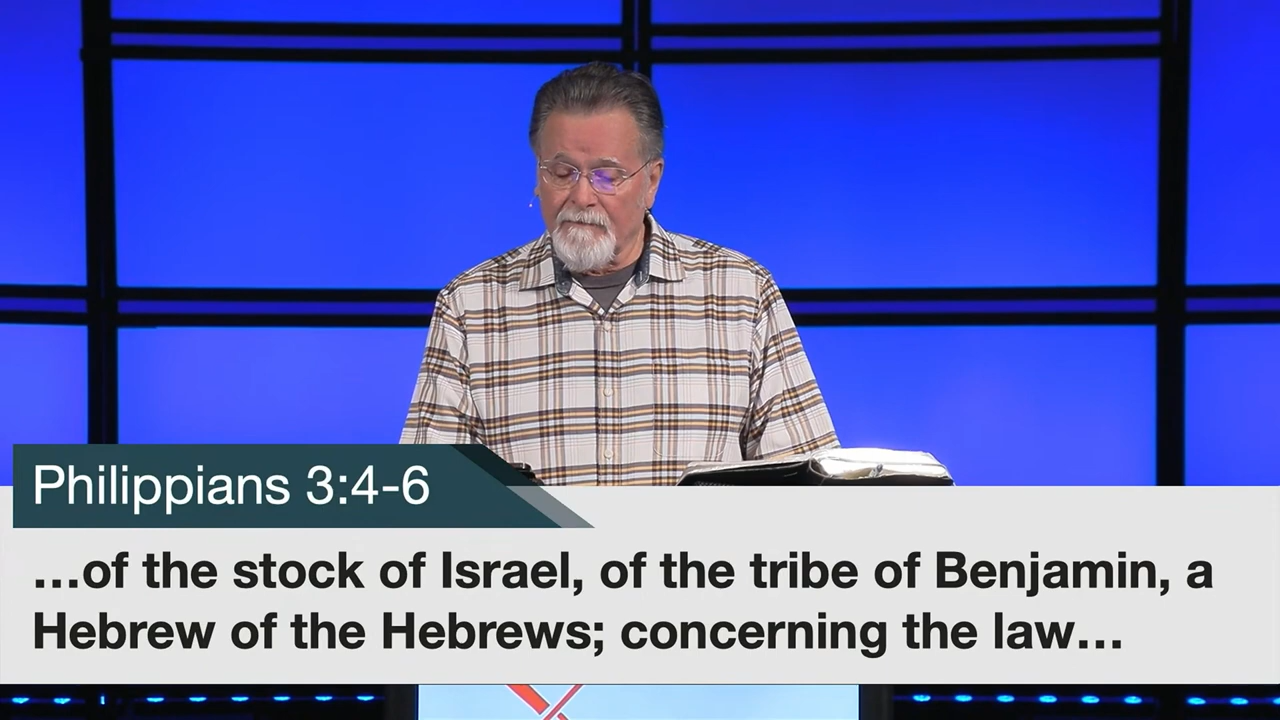 Philippians 3:4-6
…of the stock of Israel, of the tribe of Benjamin, a
Hebrew of the Hebrews; concerning the law…